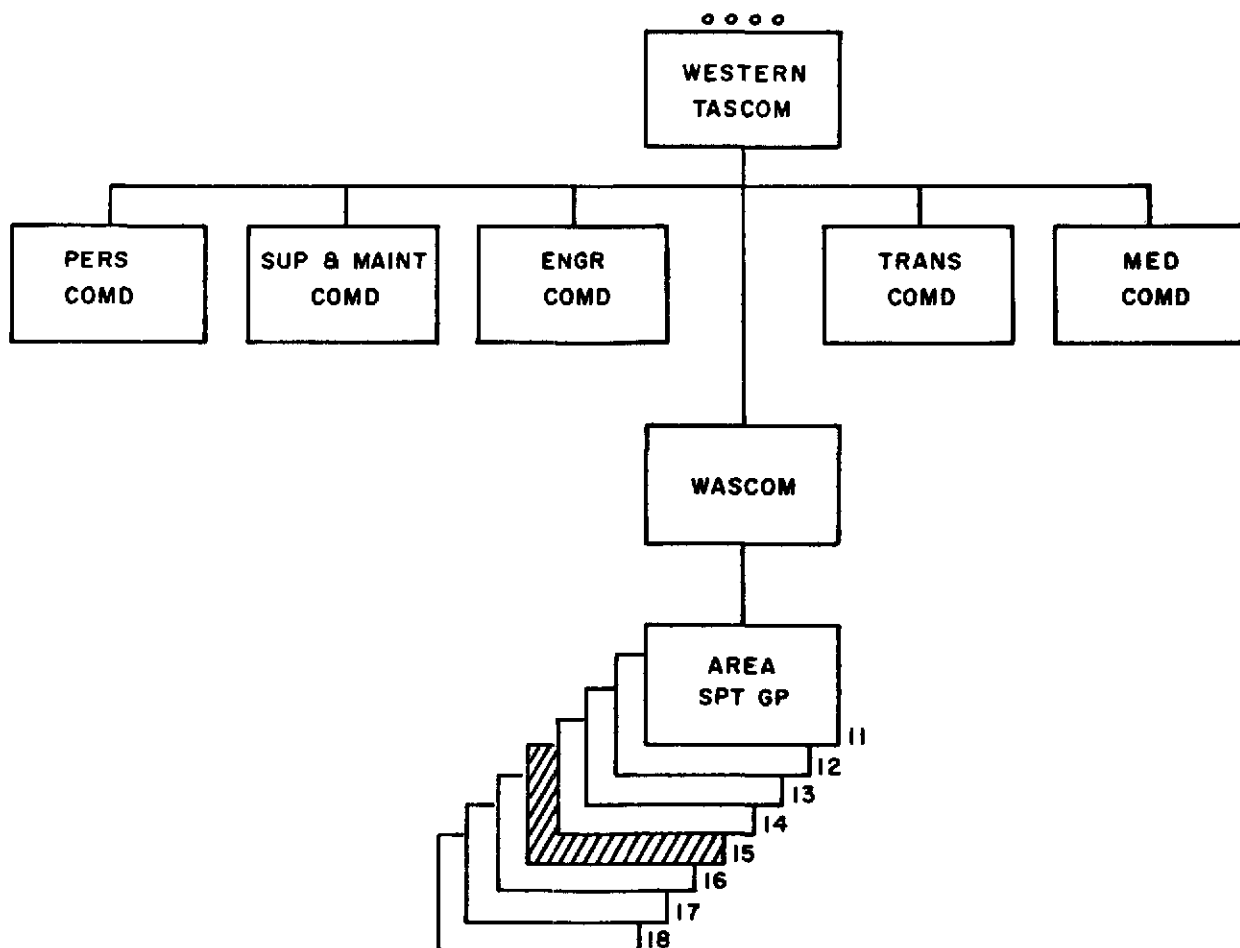 WESTERN
TASCOM
PERS
COMD
SUP & MAINT
COMD
ENGR
COMD
TRANS
COMD
MED
COMD
WASCOM
AREA
SPT GP
11
12
13
14
15
16
17
18